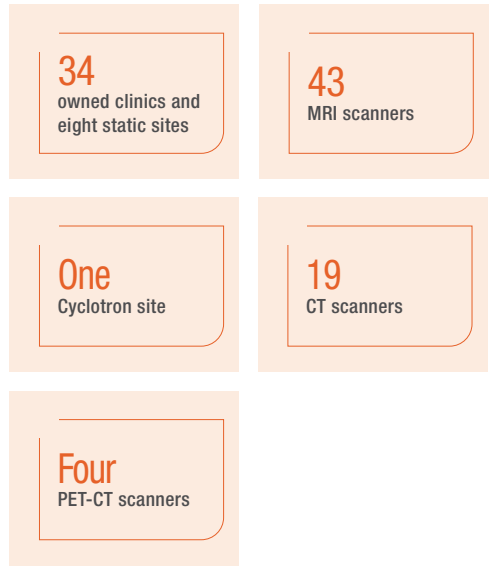 34
owned clinics and
eight static sites
43
MRI scanners
One
Cyclotron site
19
CT scanners
Four
PET-CT scanners